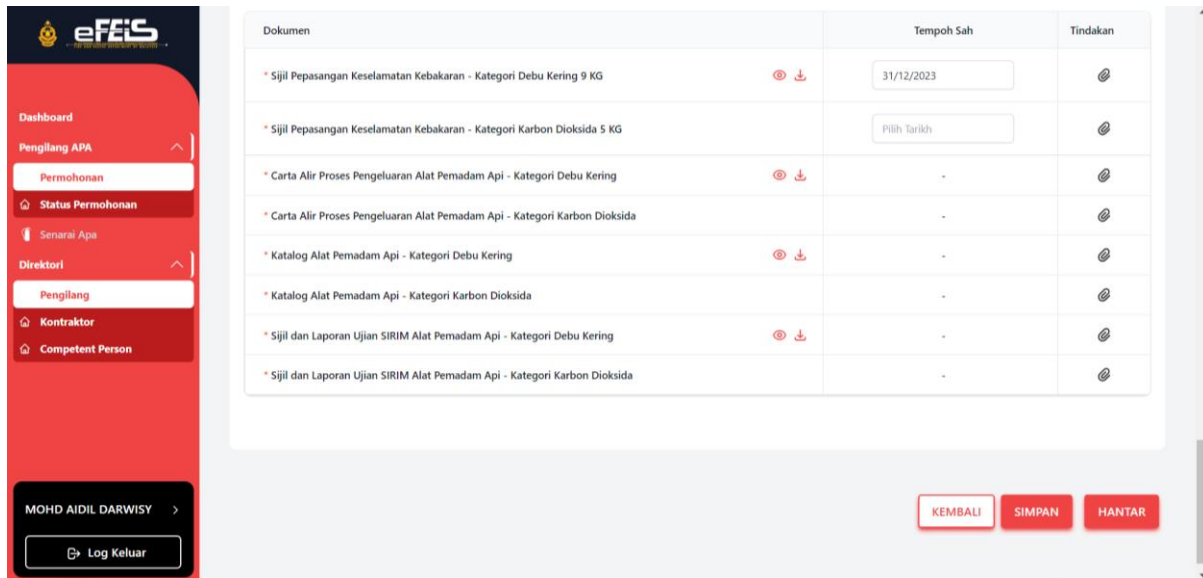 eFEiS
Dokumen Tempoh Sah Tindakan
* Sijil Pepasangan Keselamatan Kebakaran - Kategori Debu Kering 9 KG 31/12/2023
* Sijil Pepasangan Keselamatan Kebakaran - Kategori Karbon Dioksida 5 KG Pilih Tarikh
* Carta Alir Proses Pengeluaran Alat Pemadam Api - Kategori Debu Kering -
* Carta Alir Proses Pengeluaran Alat Pemadam Api - Kategori Karbon Dioksida -
* Katalog Alat Pemadam Api - Kategori Debu Kering -
* Katalog Alat Pemadam Api - Kategori Karbon Dioksida -
* Sijil dan Laporan Ujian SIRIM Alat Pemadam Api - Kategori Debu Kering -
* Sijil dan Laporan Ujian SIRIM Alat Pemadam Api - Kategori Karbon Dioksida -
Dashboard
Pengilang APA
Permohonan
Status Permohonan
Senarai Apa
Direktori
Pengilang
Kontraktor
Competent Person
MOHD AIDIL DARWISY
Log Keluar
KEMBALI SIMPAN HANTAR